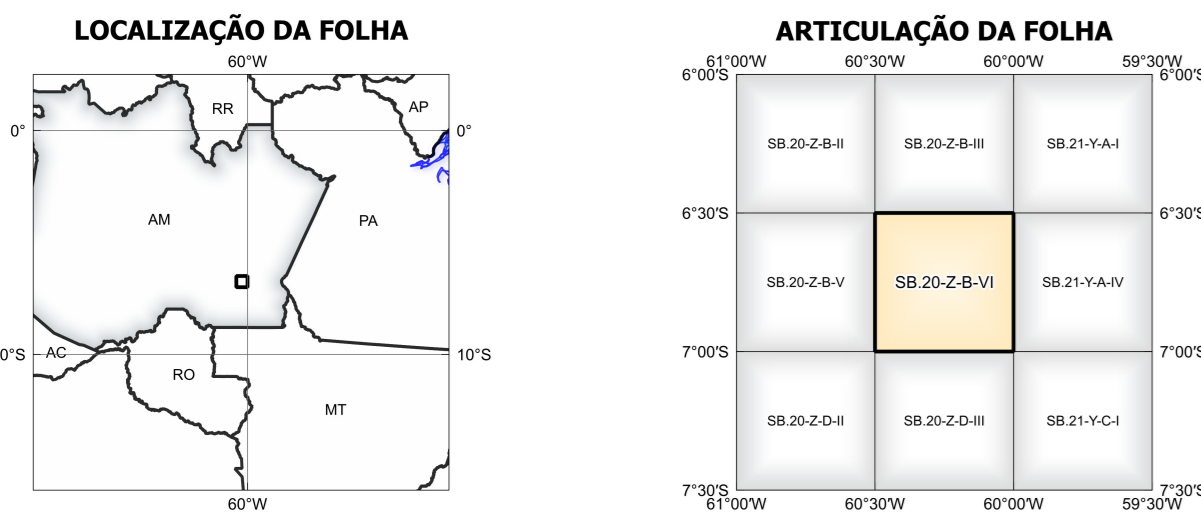 LOCALIZAÇÃO DA FOLHA
60°W
RR
AP
0°
0°
AM
PA
AC
0°S
10°S
RO
MT
60°W
ARTICULAÇÃO DA FOLHA
61°00'W
60°30'W
60°00'W
59°30'W
6°00'S
6°00'S
SB.20-Z-B-II
SB.20-Z-B-III
SB.21-Y-A-I
6°30'S
6°30'S
SB.20-Z-B-V
SB.20-Z-B-VI
SB.21-Y-A-IV
7°00'S
7°00'S
SB.20-Z-D-II
SB.20-Z-D-III
SB.21-Y-C-I
7°30'S
7°30'S
61°00'W
60°30'W
60°00'W
59°30'W